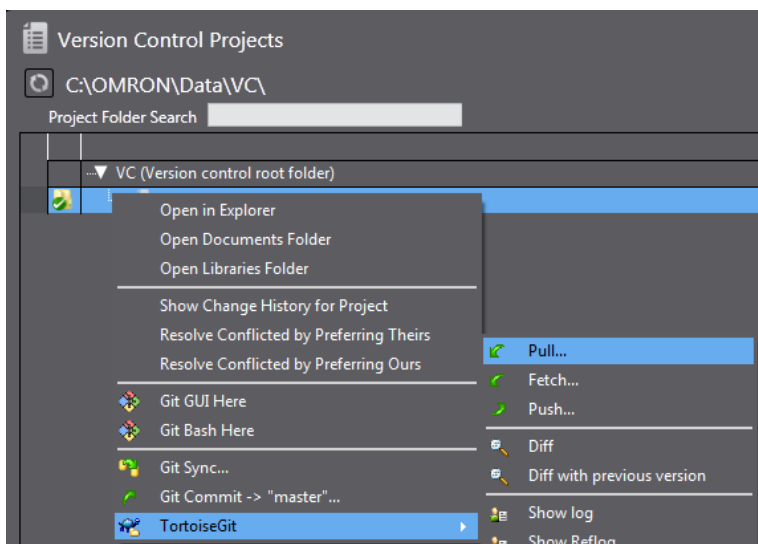 Version Control Projects
C:\OMRON\Data\VC\
Project Folder Search
VC (Version control root folder)
Open in Explorer
Open Documents Folder
Open Libraries Folder
Show Change History for Project
Resolve Conflicted by Preferring Theirs
Resolve Conflicted by Preferring Ours
Git GUI Here
Git Bash Here
Git Sync...
Git Commit -> "master"...
TortoiseGit
Pull...
Fetch...
Push...
Diff
Diff with previous version
Show log
Show Reflog